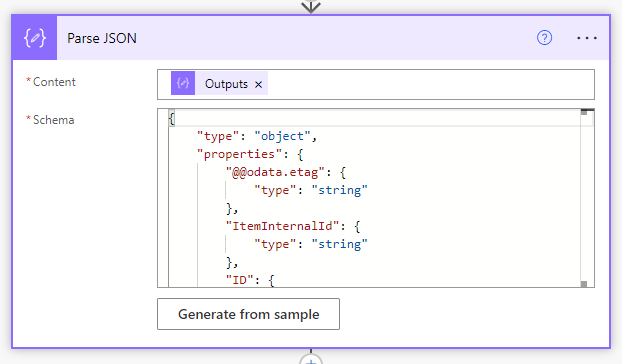 Parse JSON
* Content
Outputs
* Schema
{
"type": "object",
"properties": {
"@@odata.etag": {
"type": "string"
},
"ItemInternalId": {
"type": "string"
},
"ID": {
Generate from sample